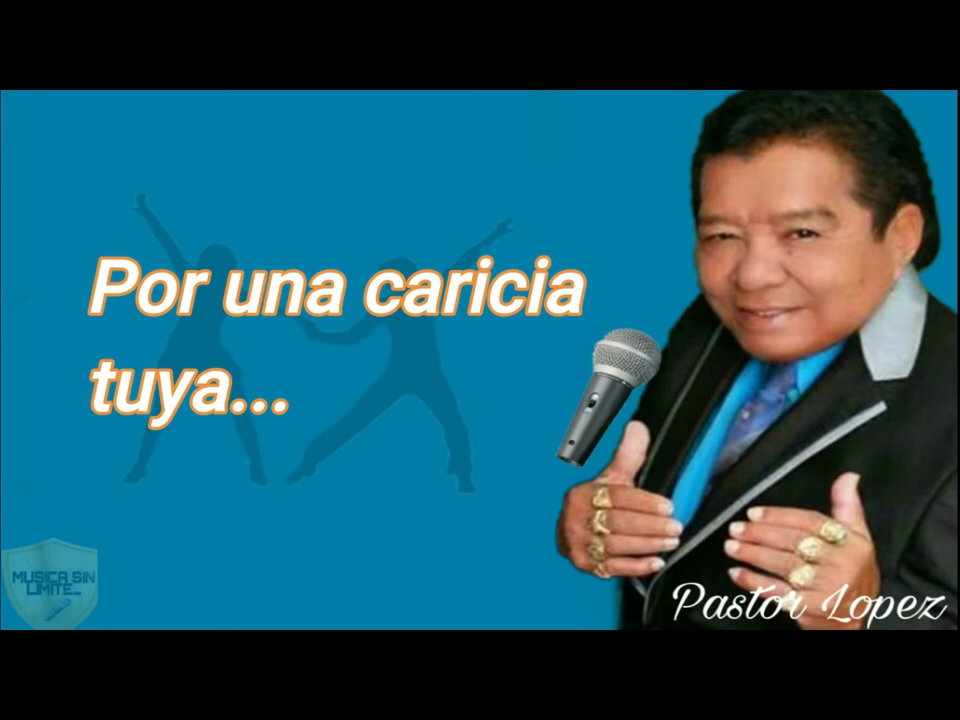 Por una caricia
tuya...
MUSICA SIN
LIMITE...
Pastor Lopez